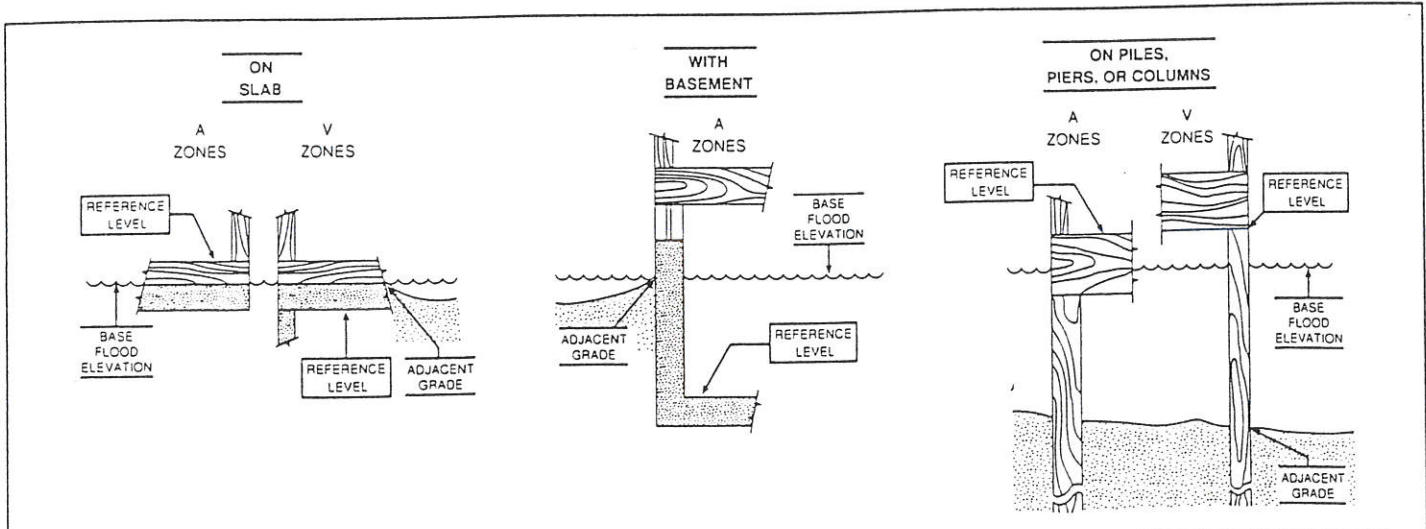 ON
SLAB
A
ZONES
V
ZONES
REFERENCE
LEVEL
BASE
FLOOD
ELEVATION
REFERENCE
LEVEL
ADJACENT
GRADE
WITH
BASEMENT
A
ZONES
BASE
FLOOD
ELEVATION
ADJACENT
GRADE
REFERENCE
LEVEL
ON PILES,
PIERS, OR COLUMNS
A
ZONES
V
ZONES
REFERENCE
LEVEL
REFERENCE
LEVEL
BASE
FLOOD
ELEVATION
ADJACENT
GRADE